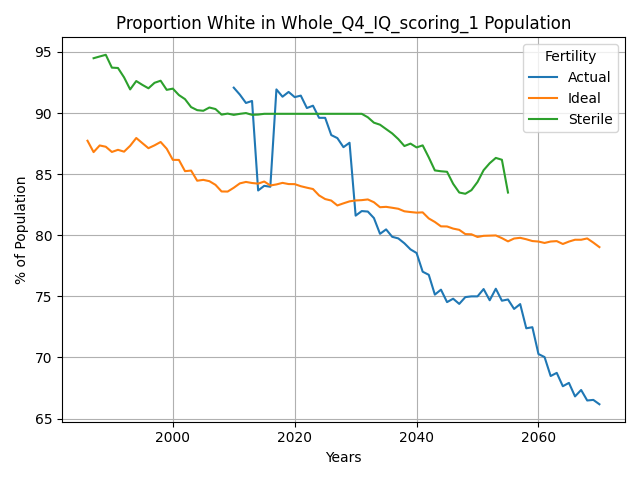 Proportion White in Whole_Q4_IQ_scoring_1 Population
Fertility
Actual
Ideal
Sterile
% of Population
95
90
85
80
75
70
65
2000
2020
2040
2060
Years